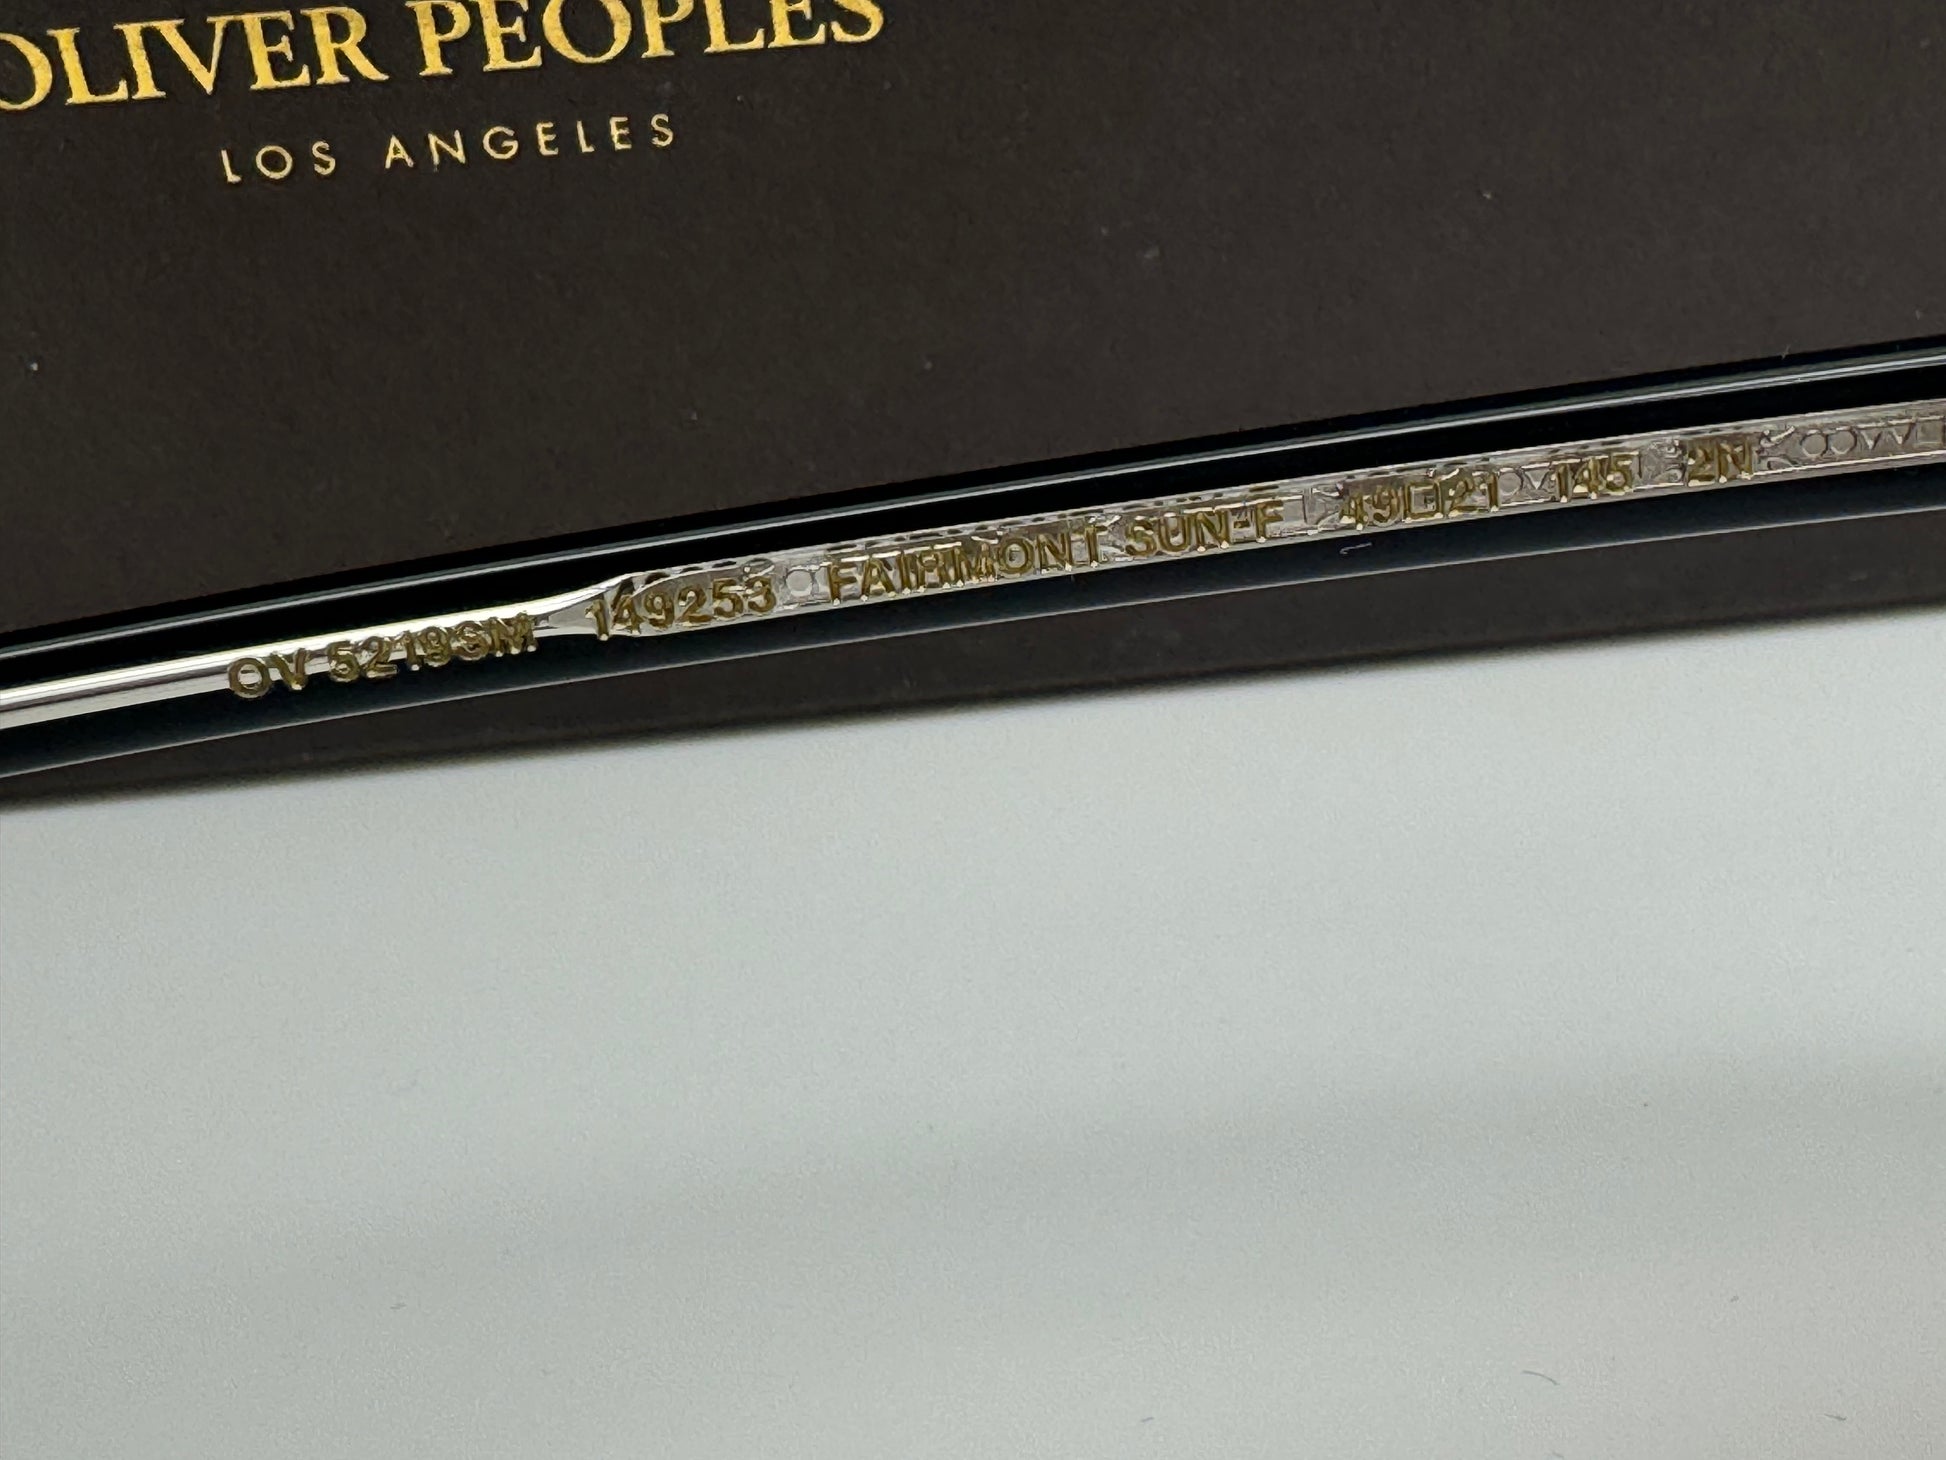 OLIVER PEOPLES
LOS ANGELES
OV 5219SM 149253 FAIRMONT SUN-F 49□21 145 2N